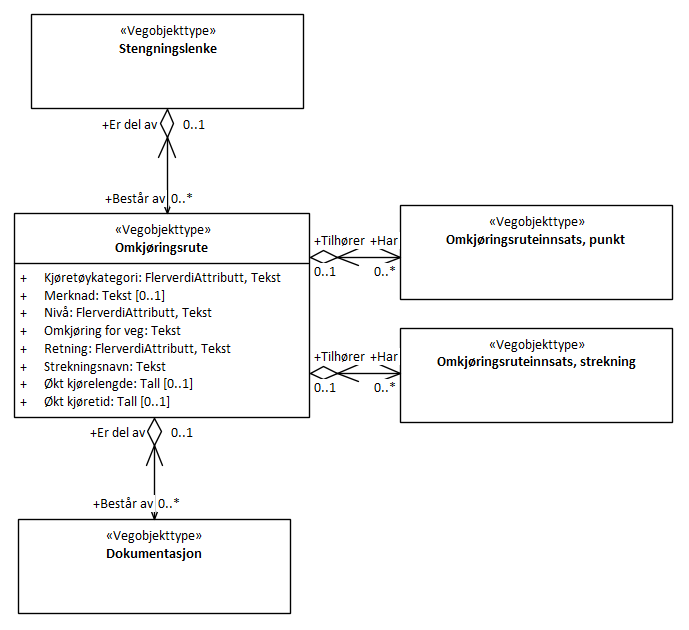 «Vegobjekttype»
Stengningslenke
+Er del av 0..1
+Består av 0..*
«Vegobjekttype»
Omkjøringsrute
+ Kjøretøykategori: FlerverdiAttributt, Tekst
+ Merknad: Tekst [0..1]
+ Nivå: FlerverdiAttributt, Tekst
+ Omkjøring for veg: Tekst
+ Retning: FlerverdiAttributt, Tekst
+ Strekningsnavn: Tekst
+ Økt kjørelengde: Tall [0..1]
+ Økt kjøretid: Tall [0..1]
+Tilhører +Har
0..1 0..*
«Vegobjekttype»
Omkjøringsruteinnsats, punkt
+Tilhører +Har
0..1 0..*
«Vegobjekttype»
Omkjøringsruteinnsats, strekning
+Er del av 0..1
+Består av 0..*
«Vegobjekttype»
Dokumentasjon